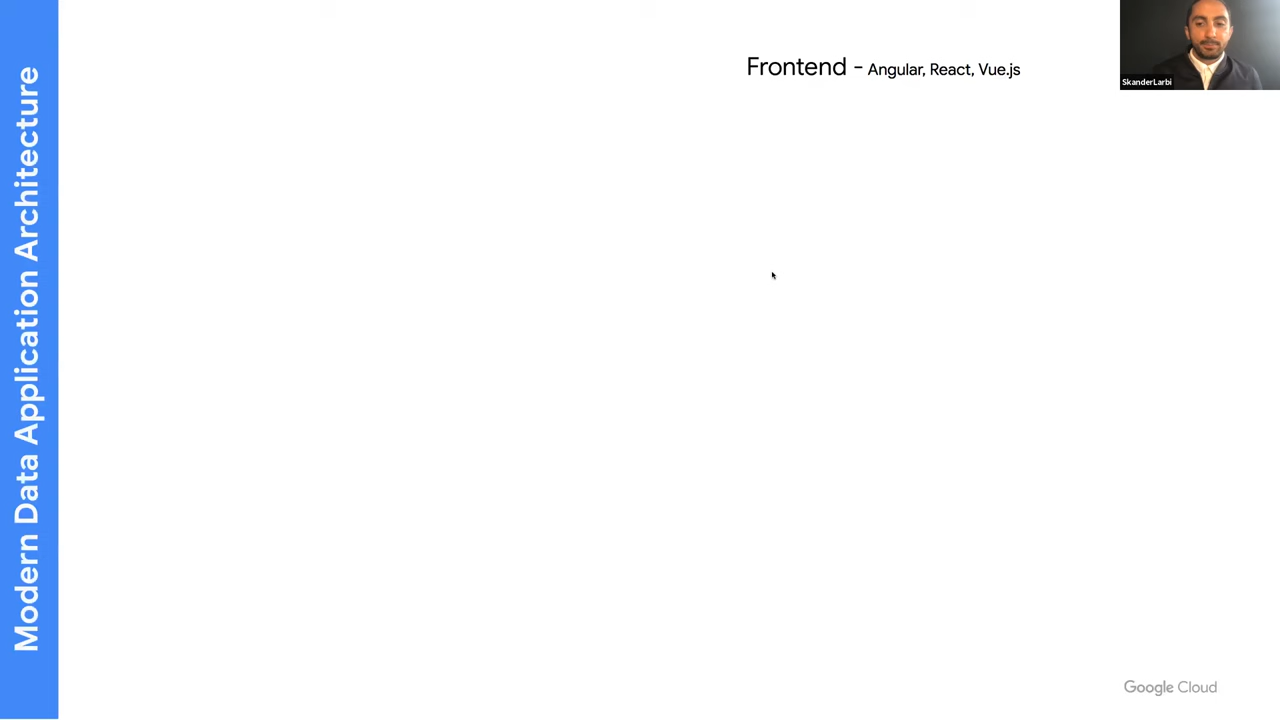 Modern Data Application Architecture
Frontend - Angular, React, Vue.js
SkanderLarbi
Google Cloud